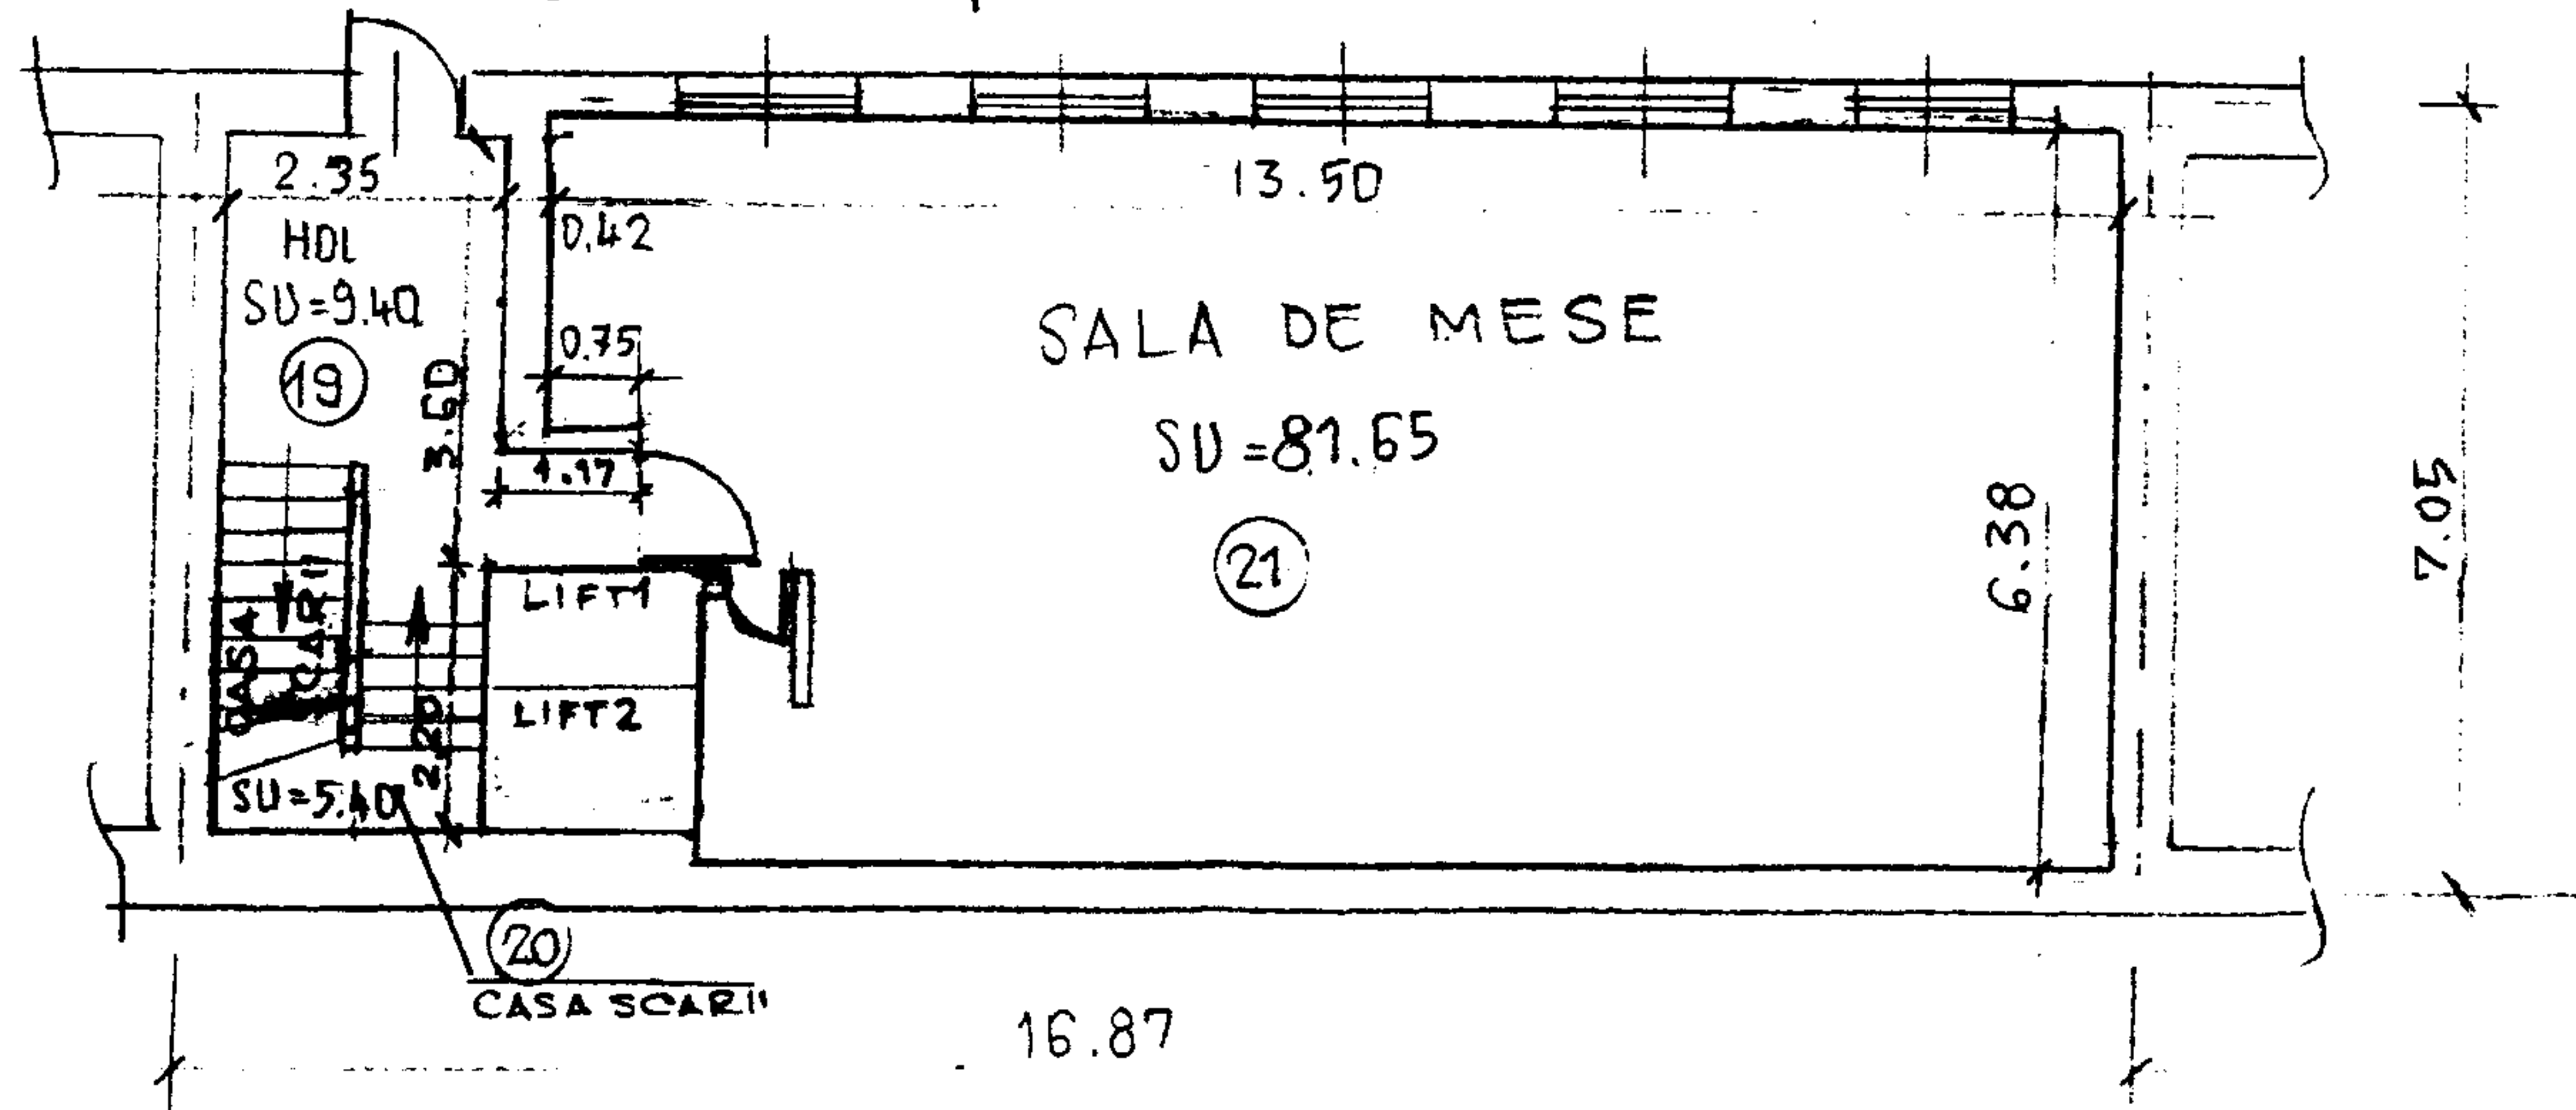 2.35
13.50
0.42
HOL
SU=9.40
19
0.75
3.60
1.17
SALA DE MESE
SU=81.65
21
6.38
7.05
LIFT1
LIFT2
CASA
SCARII
2.20
SU=5.40
20
CASA SCARII
16.87